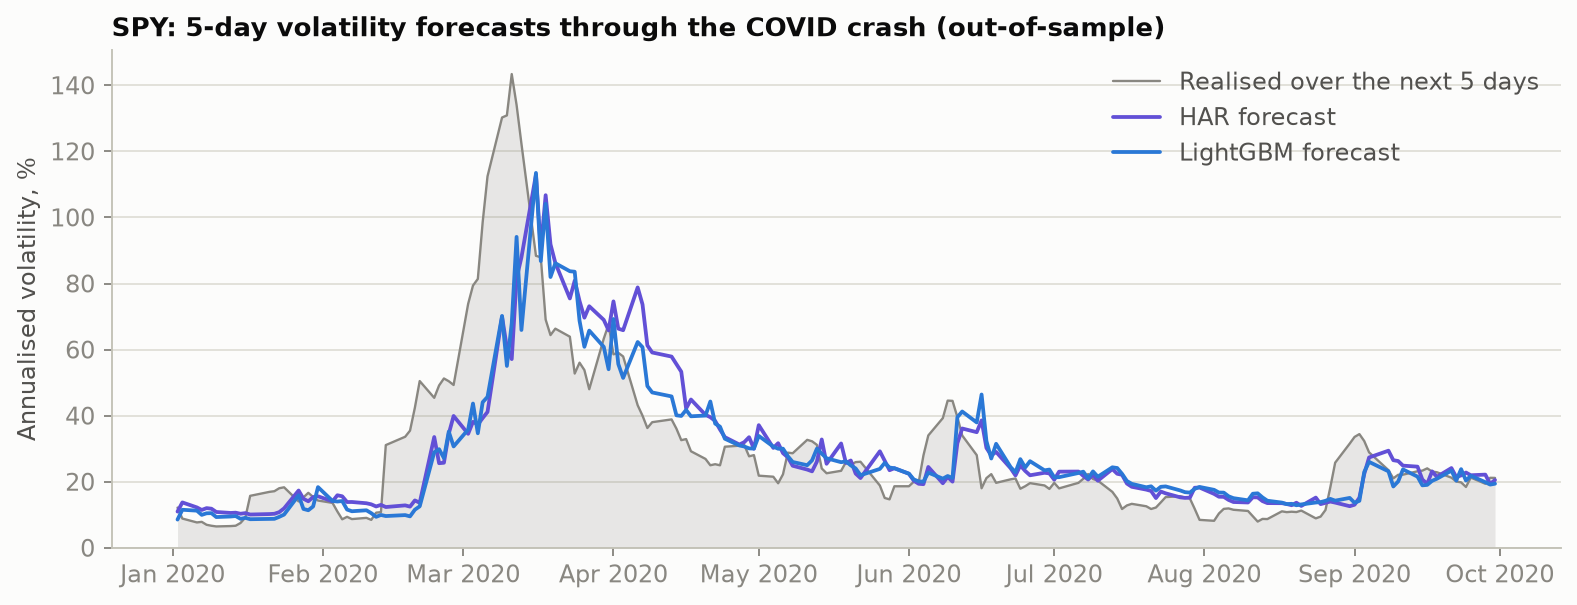 SPY: 5-day volatility forecasts through the COVID crash (out-of-sample)
Annualised volatility, %
140
120
100
80
60
40
20
0
Realised over the next 5 days
HAR forecast
LightGBM forecast
Jan 2020 Feb 2020 Mar 2020 Apr 2020 May 2020 Jun 2020 Jul 2020 Aug 2020 Sep 2020 Oct 2020